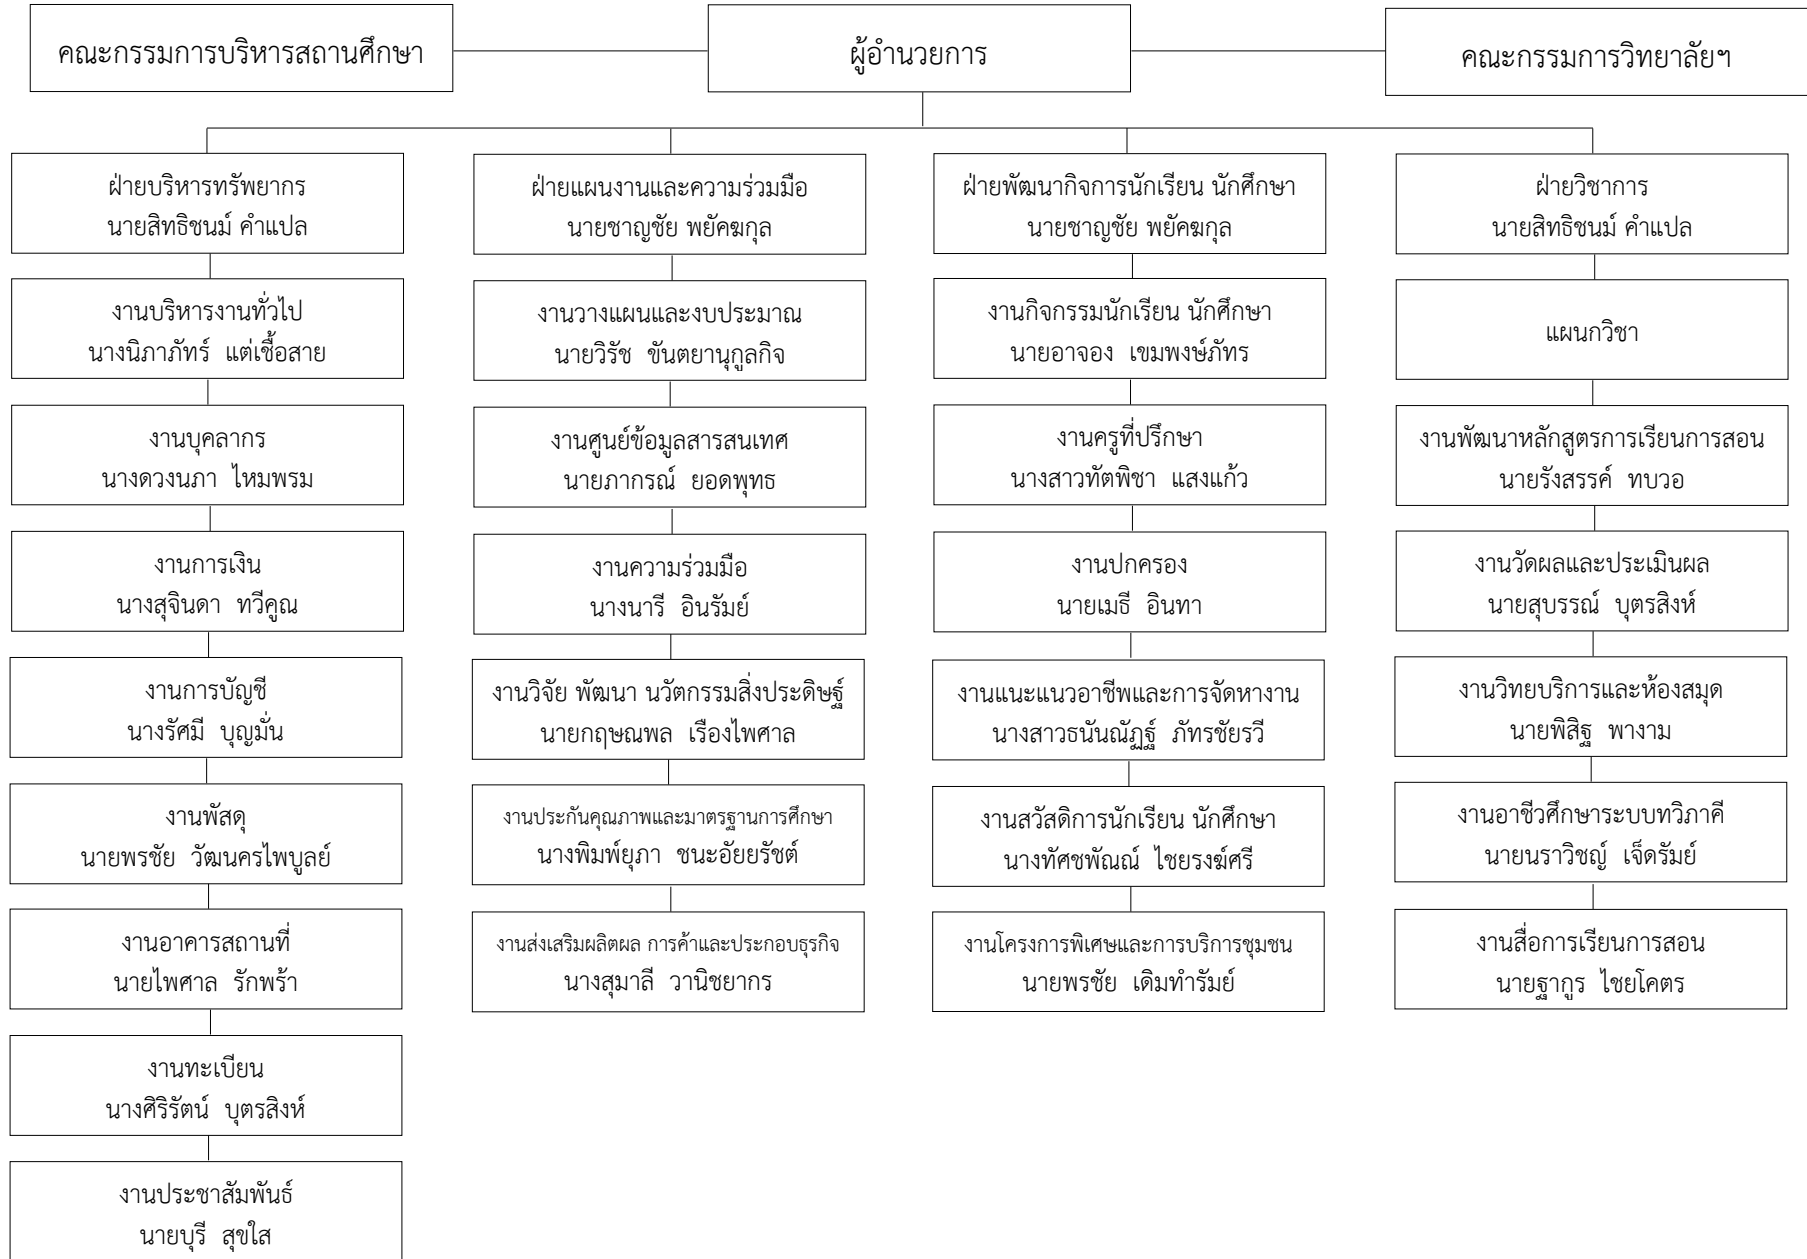 คณะกรรมการบริหารสถานศึกษา
ผู้อำนวยการ
คณะกรรมการวิทยาลัยฯ
ฝ่ายบริหารทรัพยากร
นายสิทธิชนม์ คำแปล
งานบริหารงานทั่วไป
นางนิภาภัทร์ แต่เชื้อสาย
งานบุคลากร
นางดวงนภา ไหมพรม
งานการเงิน
นางสุจินดา ทวีคูณ
งานการบัญชี
นางรัศมี บุญมั่น
งานพัสดุ
นายพรชัย วัฒนครไพบูลย์
งานอาคารสถานที่
นายไพศาล รักพร้า
งานทะเบียน
นางศิริรัตน์ บุตรสิงห์
งานประชาสัมพันธ์
นายบุรี สุขใส
ฝ่ายแผนงานและความร่วมมือ
นายชาญชัย พยัคฆกุล
งานวางแผนและงบประมาณ
นายวิรัช ขันตยานุกูลกิจ
งานศูนย์ข้อมูลสารสนเทศ
นายภากรณ์ ยอดพุทธ
งานความร่วมมือ
นางนารี อินรัมย์
งานวิจัย พัฒนา นวัตกรรมสิ่งประดิษฐ์
นายกฤษณพล เรืองไพศาล
งานประกันคุณภาพและมาตรฐานการศึกษา
นางพิมพ์ยุภา ชนะอัยยรัชต์
งานส่งเสริมผลิตผล การค้าและประกอบธุรกิจ
นางสุมาลี วานิชยากร
ฝ่ายพัฒนากิจการนักเรียน นักศึกษา
นายชาญชัย พยัคฆกุล
งานกิจกรรมนักเรียน นักศึกษา
นายอาจอง เขมพงษ์ภัทร
งานครูที่ปรึกษา
นางสาวทัตพิชา แสงแก้ว
งานปกครอง
นายเมธี อินทา
งานแนะแนวอาชีพและการจัดหางาน
นางสาวธนันณัฏฐ์ ภัทรชัยรวี
งานสวัสดิการนักเรียน นักศึกษา
นางทัศชพัณณ์ ไชยรงฆ์ศรี
งานโครงการพิเศษและการบริการชุมชน
นายพรชัย เดิมทำรัมย์
ฝ่ายวิชาการ
นายสิทธิชนม์ คำแปล
แผนกวิชา
งานพัฒนาหลักสูตรการเรียนการสอน
นายรังสรรค์ ทบวอ
งานวัดผลและประเมินผล
นายสุบรรณ์ บุตรสิงห์
งานวิทยบริการและห้องสมุด
นายพิสิฐ พางาม
งานอาชีวศึกษาระบบทวิภาคี
นายนราวิชญ์ เจ็ดรัมย์
งานสื่อการเรียนการสอน
นายฐากูร ไชยโคตร